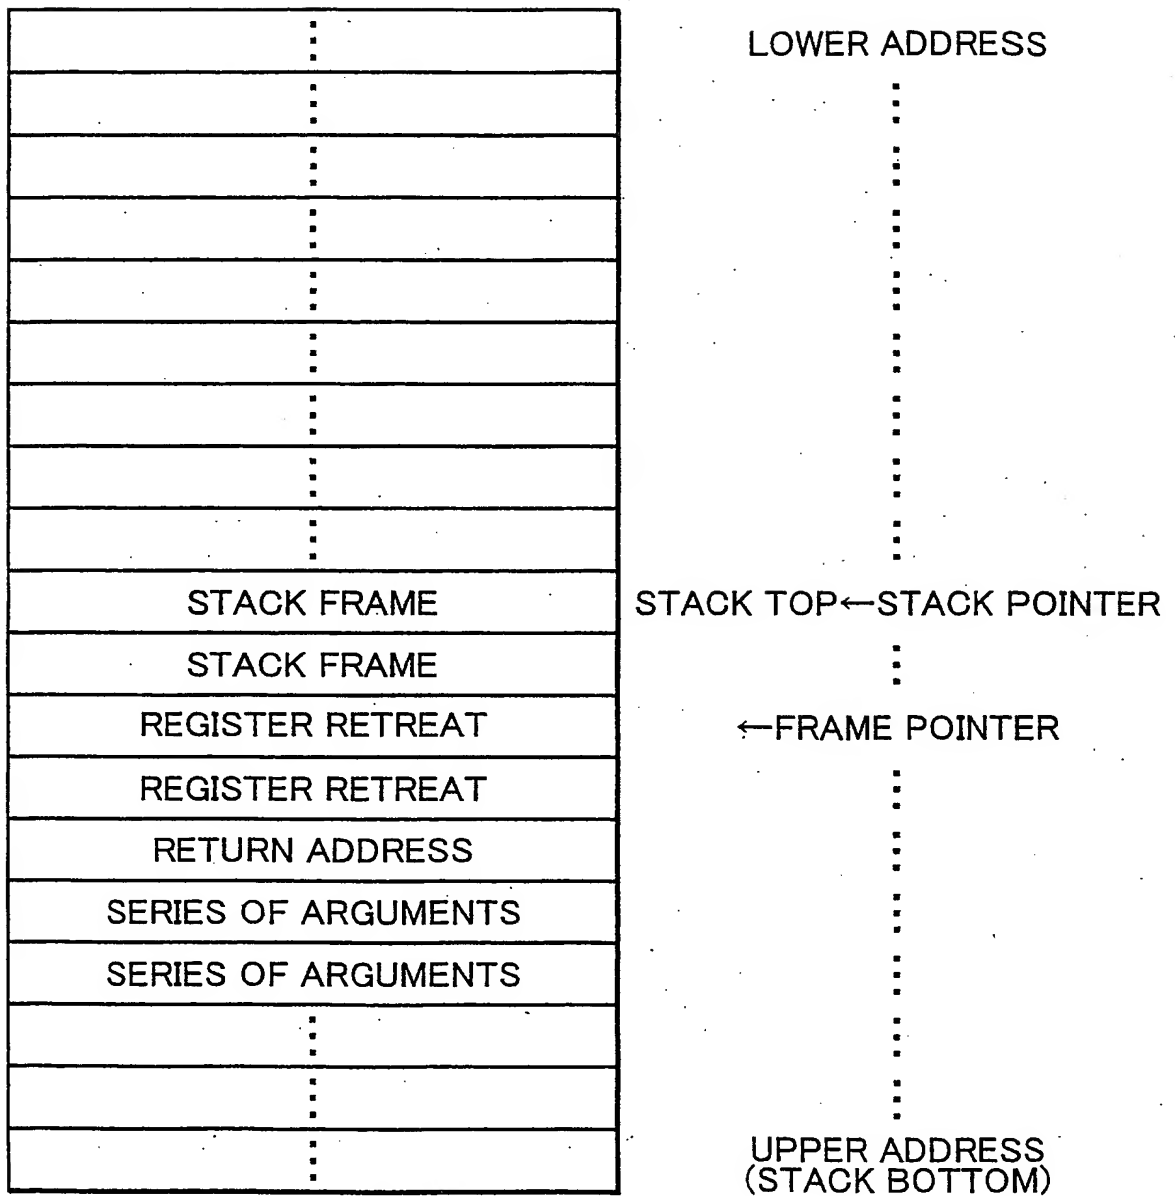 LOWER ADDRESS
STACK FRAME STACK TOP←STACK POINTER
STACK FRAME
REGISTER RETREAT ←FRAME POINTER
REGISTER RETREAT
RETURN ADDRESS
SERIES OF ARGUMENTS
SERIES OF ARGUMENTS
UPPER ADDRESS
(STACK BOTTOM)